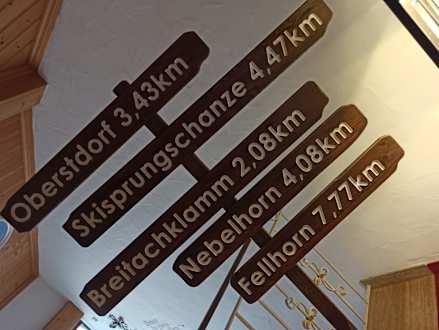 Oberstdorf 3,43km
Skisprungschanze 4,47km
Breitachklamm 2,08km
Nebelhorn 4,08km
Fellhorn 7,77km